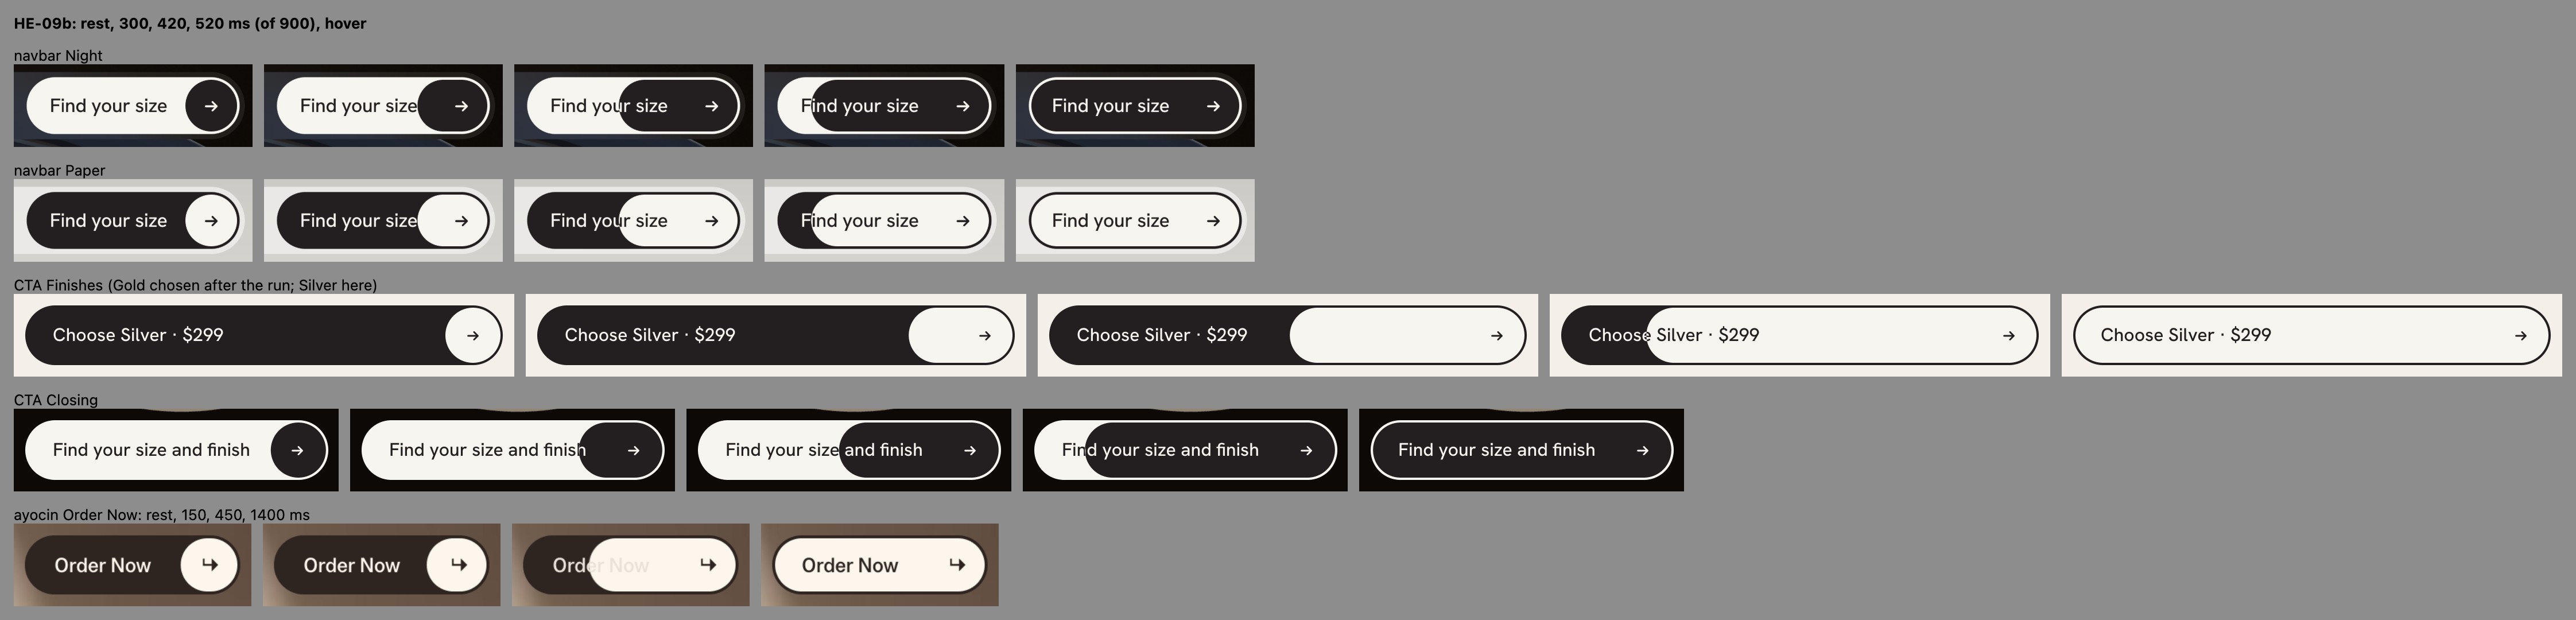 HE-09b: rest, 300, 420, 520 ms (of 900), hover
navbar Night
Find your size → Find your size → Find your size → Find your size → Find your size →
navbar Paper
Find your size → Find your size → Find your size → Find your size → Find your size →
CTA Finishes (Gold chosen after the run; Silver here)
Choose Silver · $299 → Choose Silver · $299 → Choose Silver · $299 → Choose Silver · $299 → Choose Silver · $299 →
CTA Closing
Find your size and finish → Find your size and finish → Find your size and finish → Find your size and finish → Find your size and finish →
ayocin Order Now: rest, 150, 450, 1400 ms
Order Now ↪ Order Now ↪ Order Now ↪ Order Now ↪